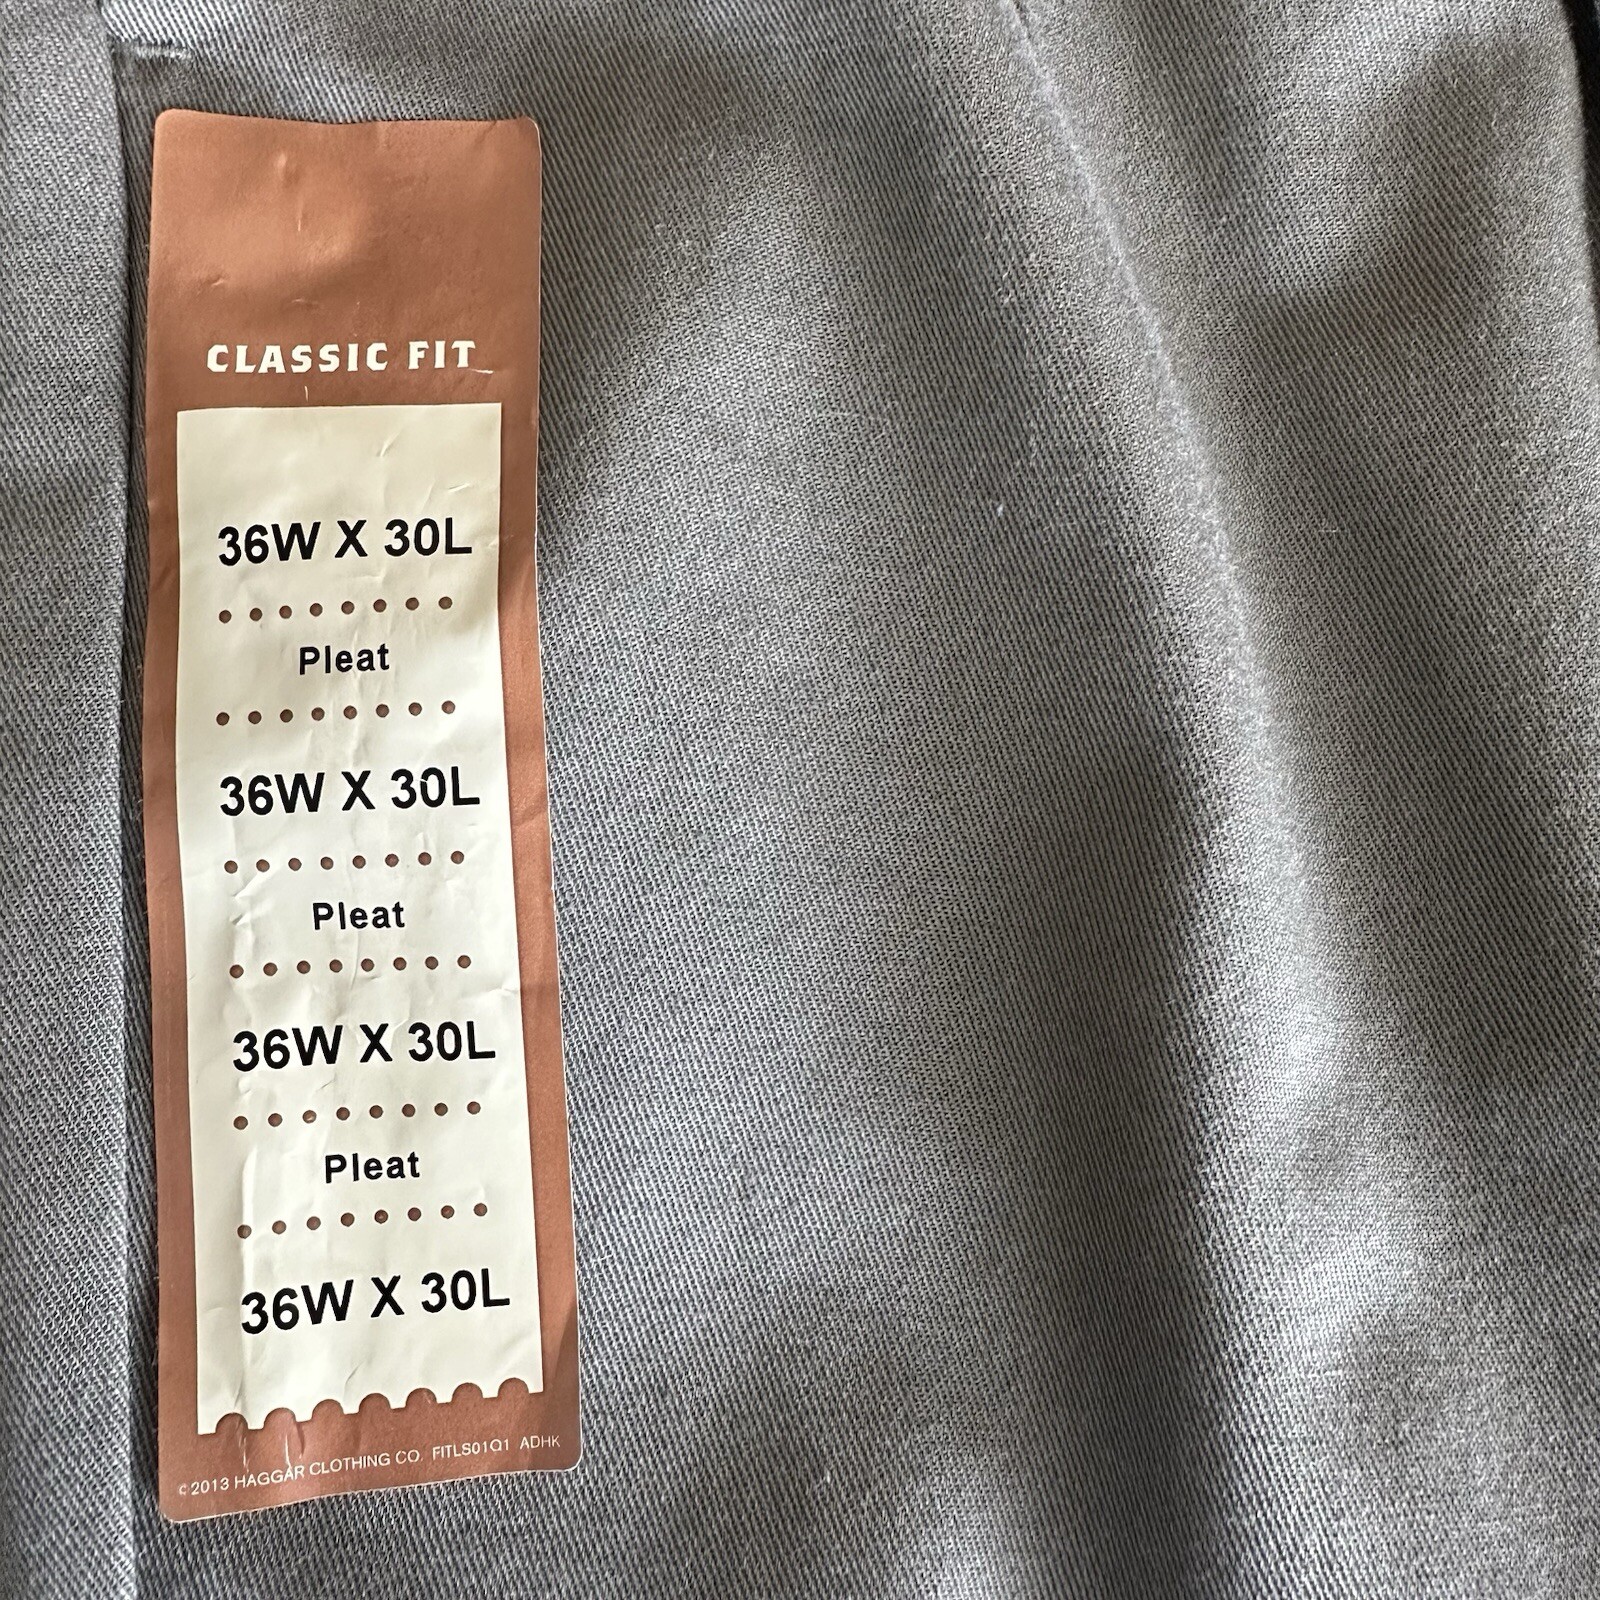 CLASSIC FIT
36W X 30L
Pleat
36W X 30L
Pleat
36W X 30L
Pleat
36W X 30L
© 2013 HAGGAR CLOTHING CO. FITLS01Q1 ADHK